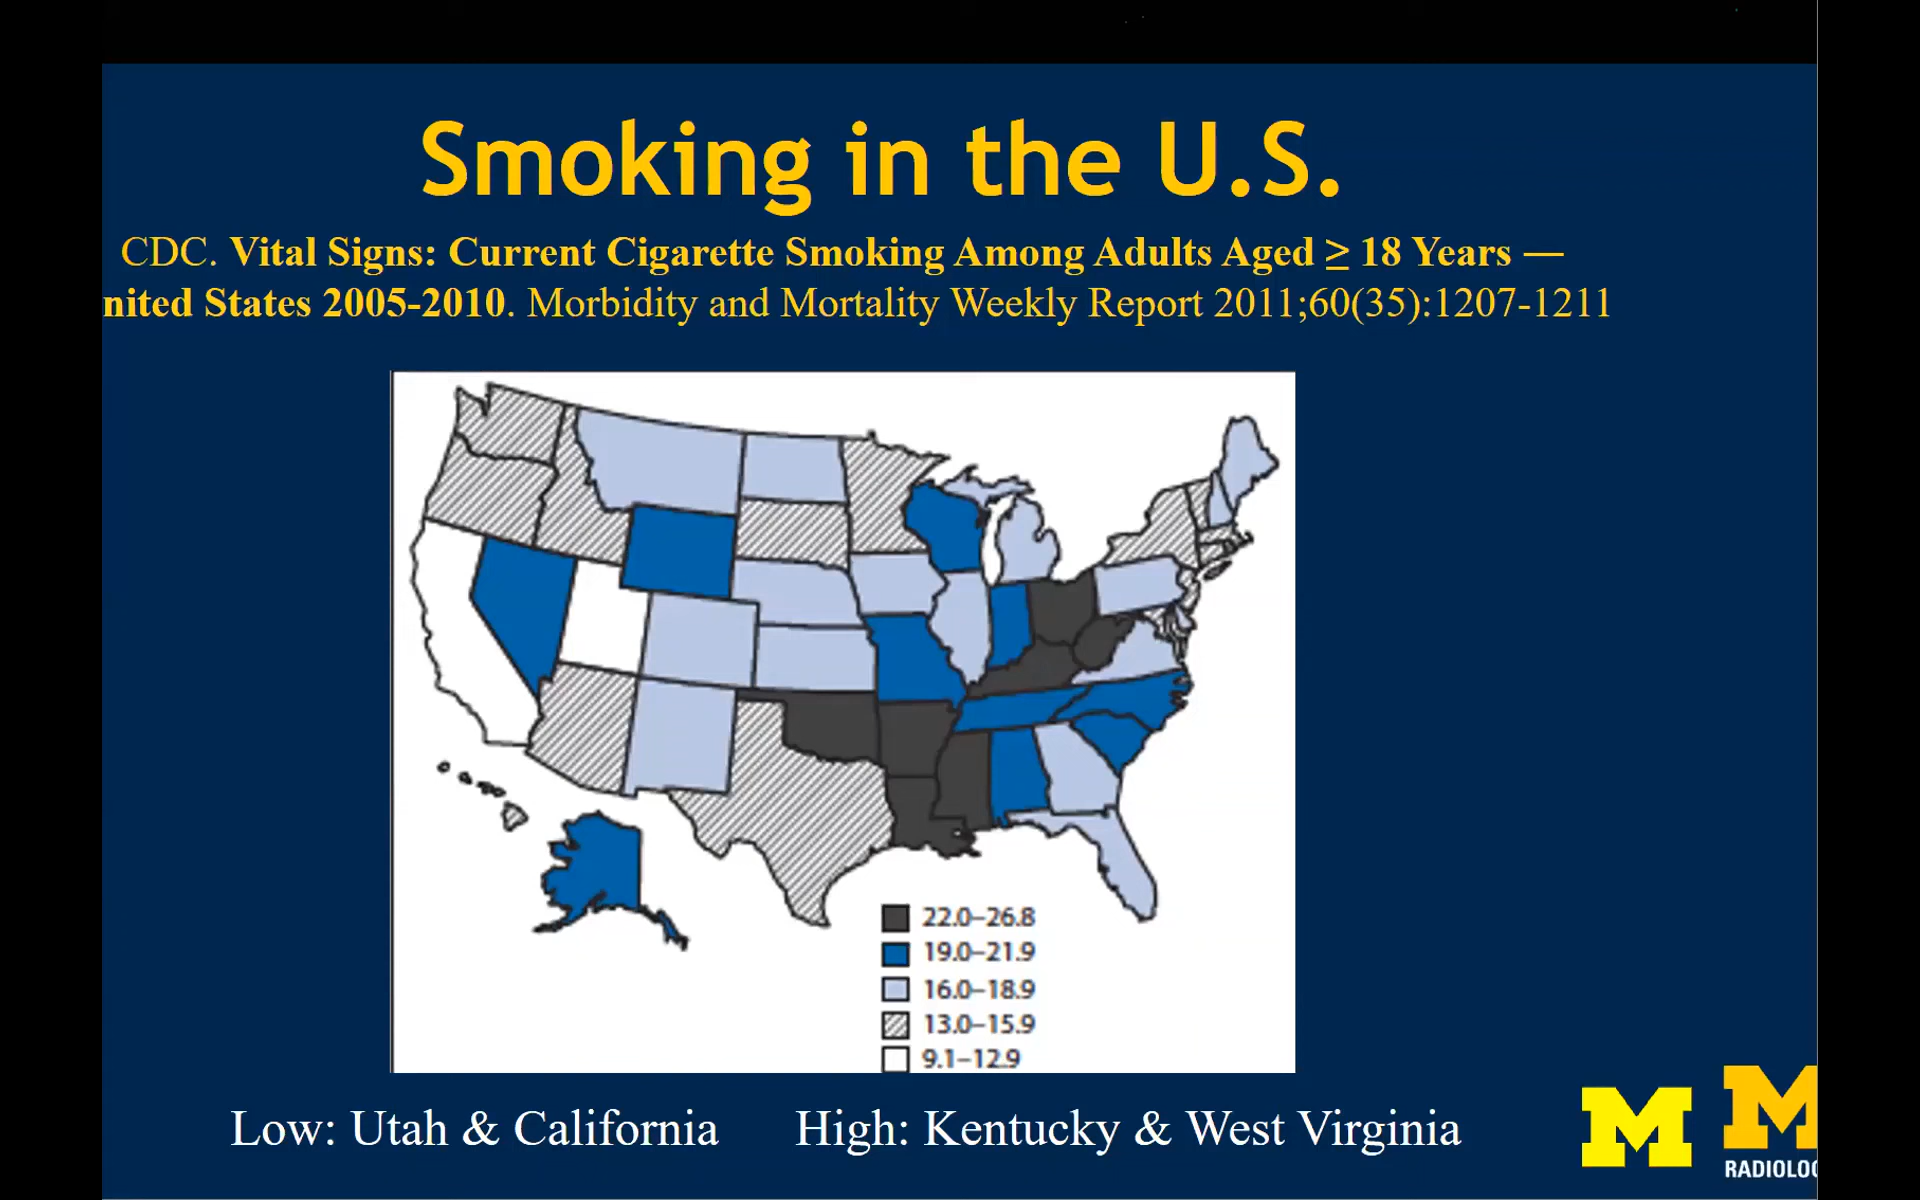 Smoking in the U.S.
CDC. Vital Signs: Current Cigarette Smoking Among Adults Aged ≥ 18 Years —
nited States 2005-2010. Morbidity and Mortality Weekly Report 2011;60(35):1207-1211
22.0–26.8
19.0–21.9
16.0–18.9
13.0–15.9
9.1–12.9
Low: Utah & California High: Kentucky & West Virginia
M M
RADIOLOG